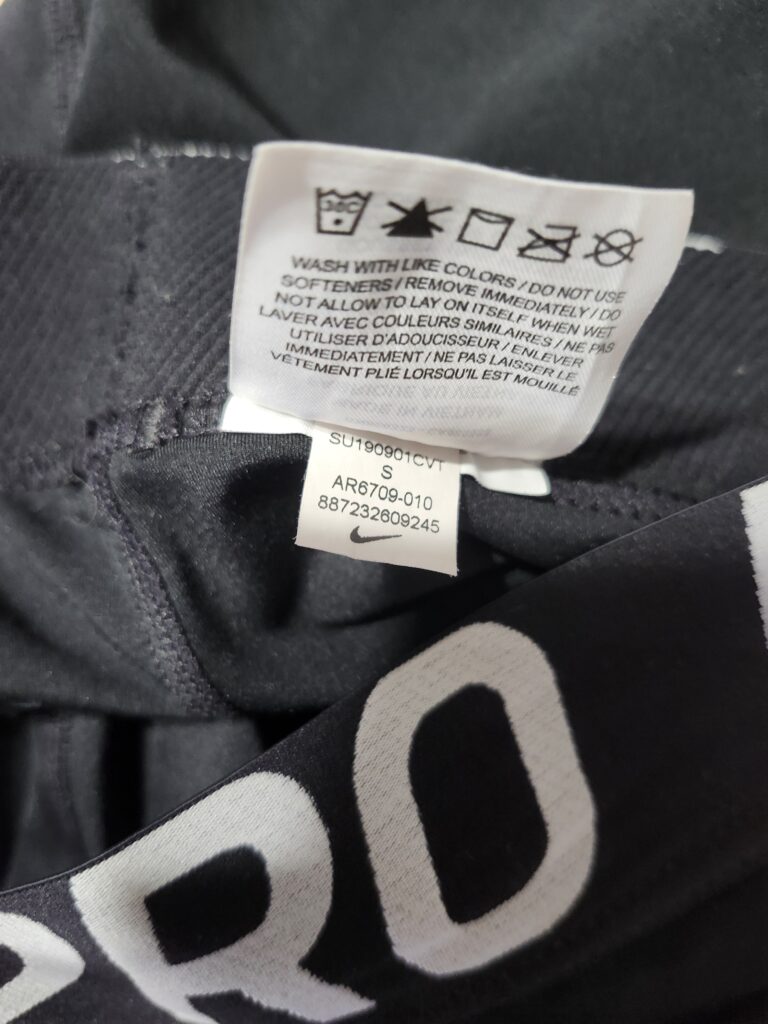 30C
WASH WITH LIKE COLORS / DO NOT USE
SOFTENERS / REMOVE IMMEDIATELY / DO
NOT ALLOW TO LAY ON ITSELF WHEN WET
LAVER AVEC COULEURS SIMILAIRES / NE PAS
UTILISER D'ADOUCISSEUR / ENLEVER
IMMEDIATEMENT / NE PAS LAISSER LE
VÊTEMENT PLIÉ LORSQU'IL EST MOUILLÉ
SU190901CVT
S
AR6709-010
887232609245
PRO